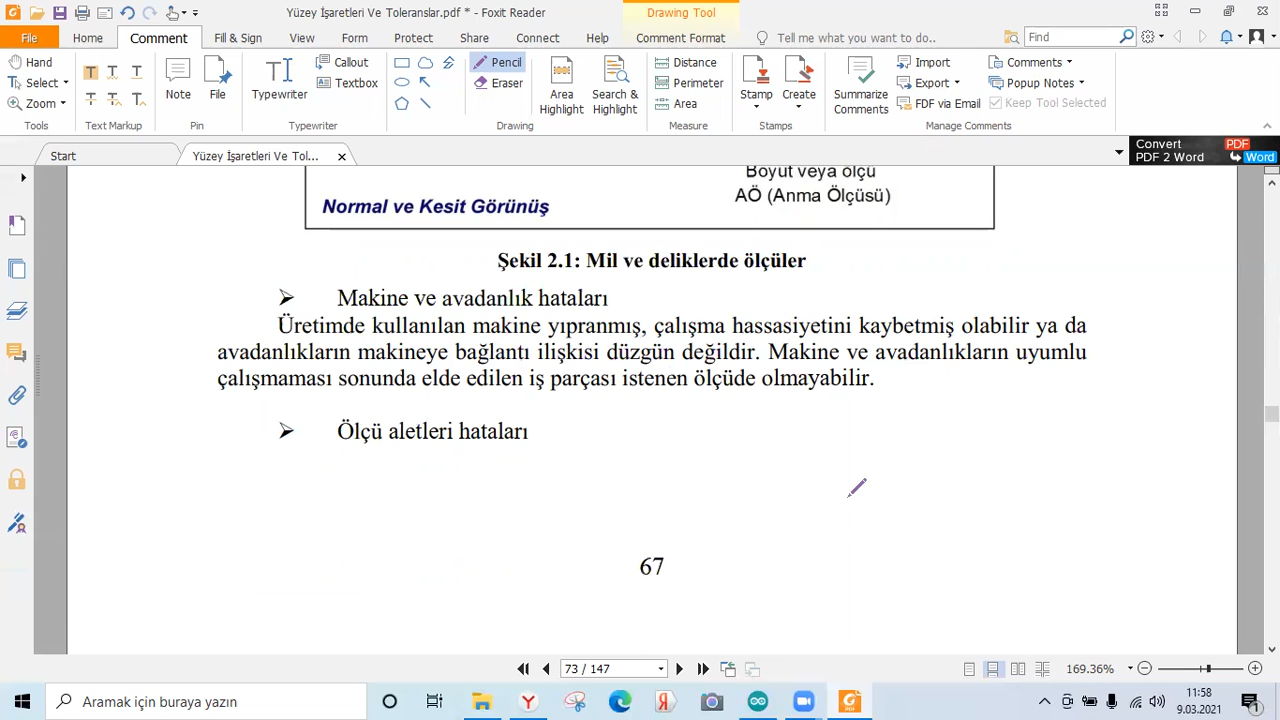 Yüzey İşaretleri Ve Toleranslar.pdf * - Foxit Reader
Drawing Tool
File Home Comment Fill & Sign View Form Protect Share Connect Help Comment Format Tell me what you want to do.. Find
Hand
Select
Zoom
Tools
T T T
T T T
Text Markup
Note
File
Pin
Typewriter
Callout
Textbox
Typewriter
Pencil
Eraser
Drawing
Area
Highlight
Search &
Highlight
Distance
Perimeter
Area
Measure
Stamp
Create
Stamps
Summarize
Comments
Import
Export
FDF via Email
Comments
Popup Notes
Keep Tool Selected
Manage Comments
Start
Yüzey İşaretleri Ve Tol...
Convert PDF
PDF 2 Word Word
Boyut veya ölçü
AÖ (Anma Ölçüsü)
Normal ve Kesit Görünüş
Şekil 2.1: Mil ve deliklerde ölçüler
Makine ve avadanlık hataları
Üretimde kullanılan makine yıpranmış, çalışma hassasiyetini kaybetmiş olabilir ya da
avadanlıkların makineye bağlantı ilişkisi düzgün değildir. Makine ve avadanlıkların uyumlu
çalışmaması sonunda elde edilen iş parçası istenen ölçüde olmayabilir.
Ölçü aletleri hataları
67
73 / 147
169.36%
Aramak için buraya yazın
11:58
9.03.2021